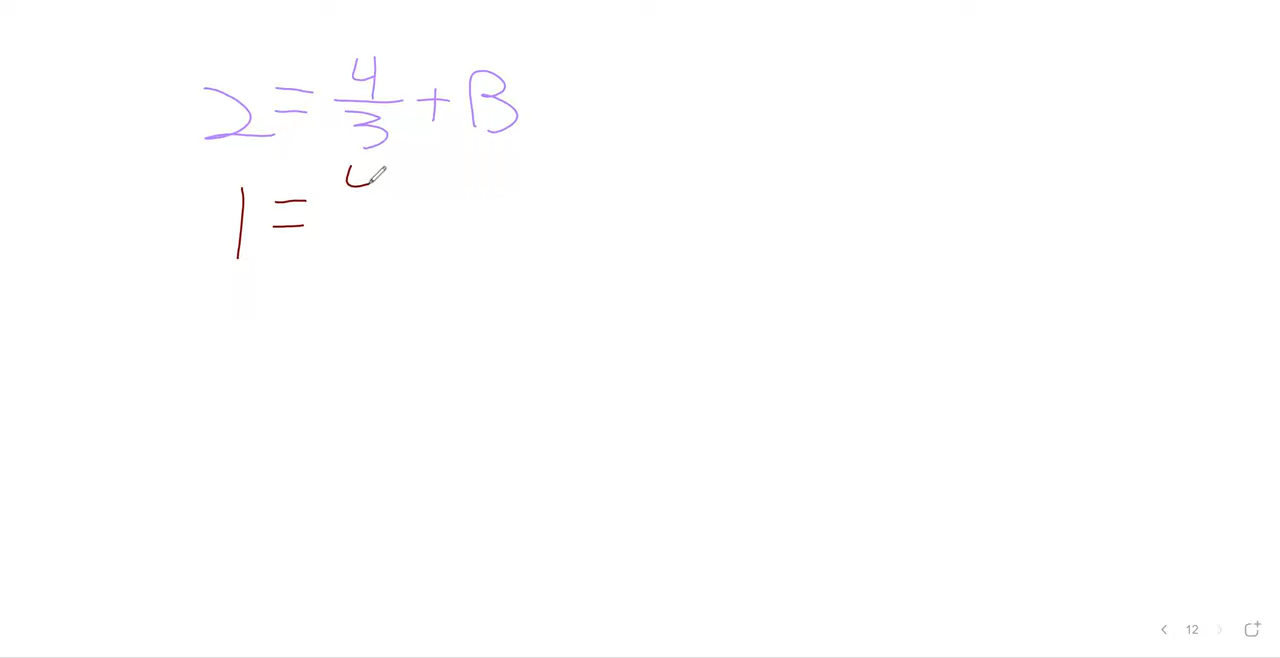 2 = 4/3 + B
1 =
12